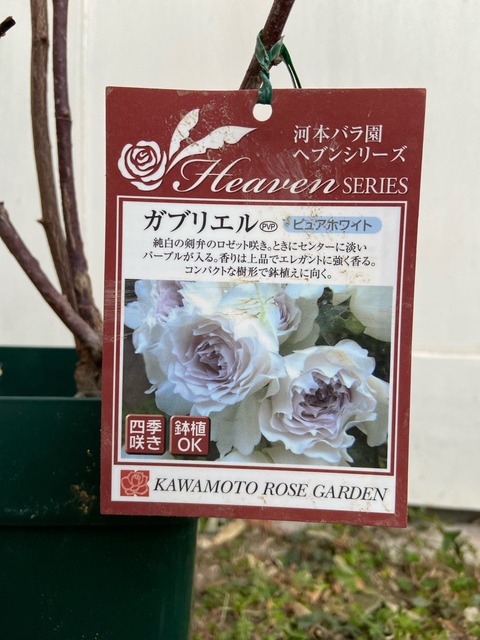 河本バラ園
ヘブンシリーズ
Heaven SERIES
ガブリエル PVP ピュアホワイト
純白の剣弁のロゼット咲き。ときにセンターに淡い
パープルが入る。香りは上品でエレガントに強く香る。
コンパクトな樹形で鉢植えに向く。
四季咲き
鉢植OK
KAWAMOTO ROSE GARDEN